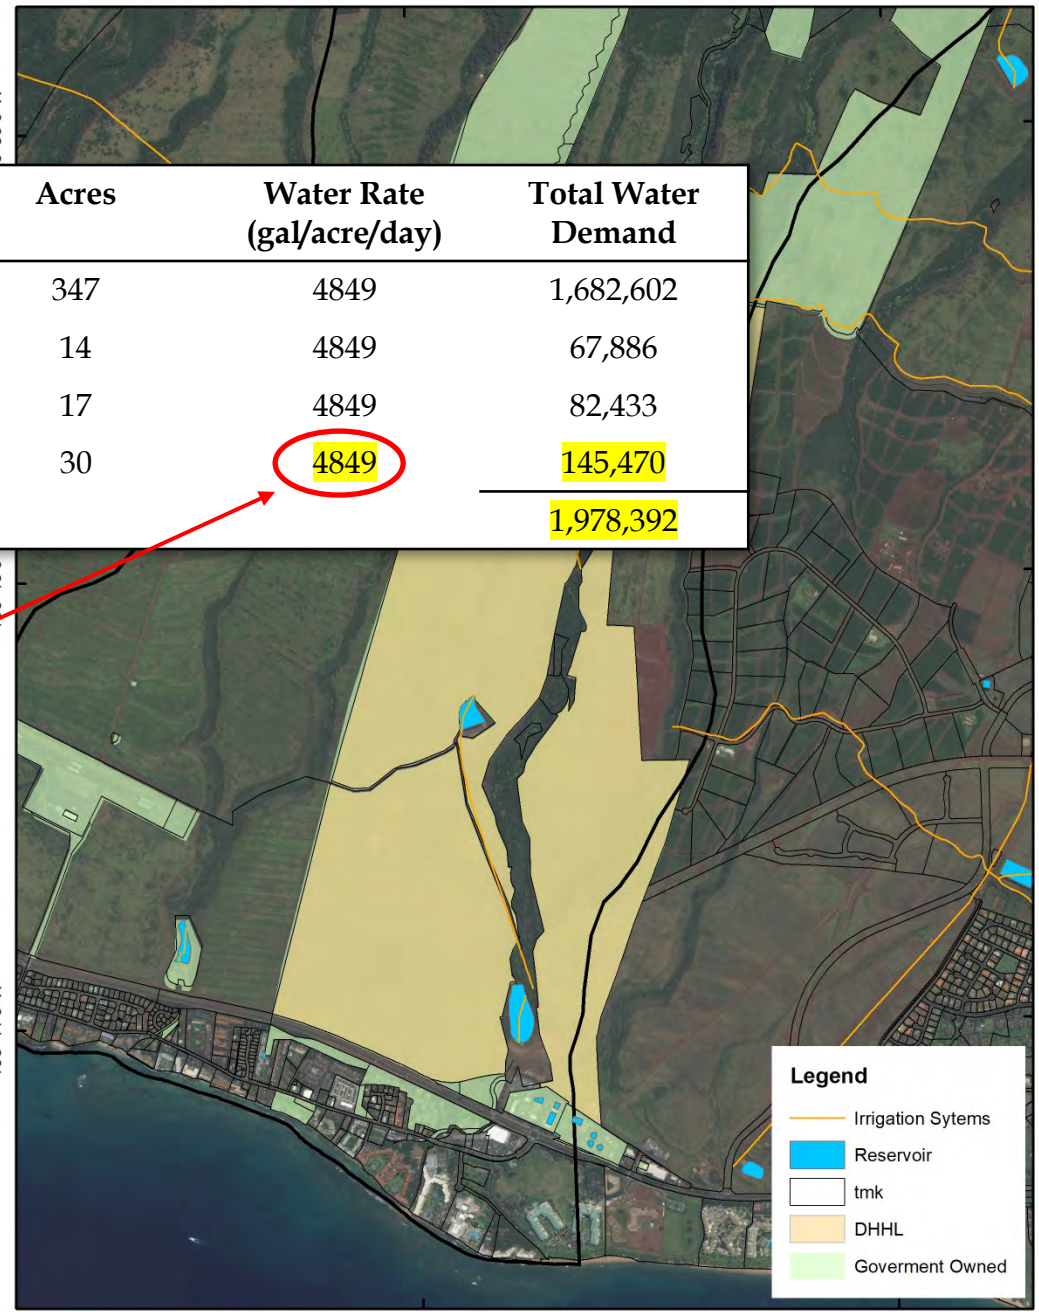 Acres Water Rate (gal/acre/day) Total Water Demand
347 4849 1,682,602
14 4849 67,886
17 4849 82,433
30 4849 145,470
1,978,392
Legend
Irrigation Sytems
Reservoir
tmk
DHHL
Goverment Owned